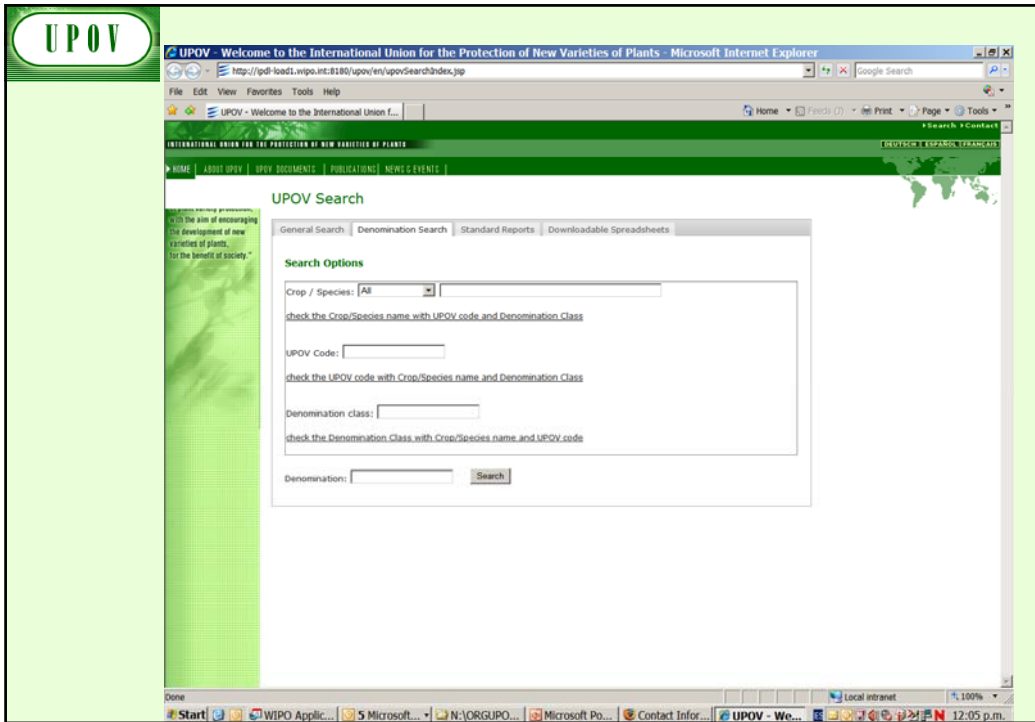 UPOV
UPOV - Welcome to the International Union for the Protection of New Varieties of Plants - Microsoft Internet Explorer
http://ipdl-load1.wipo.int:8180/upov/en/upovSearchIndex.jsp
Google Search
File Edit View Favorites Tools Help
UPOV - Welcome to the International Union f...
Home Feeds (J) Print Page Tools
Search Contact
INTERNATIONAL UNION FOR THE PROTECTION OF NEW VARIETIES OF PLANTS
DEUTSCH ESPAÑOL FRANÇAIS
HOME | ABOUT UPOV | UPOV DOCUMENTS | PUBLICATIONS | NEWS & EVENTS |
UPOV Search
with the aim of encouraging
the development of new
varieties of plants,
for the benefit of society."
General Search Denomination Search Standard Reports Downloadable Spreadsheets
Search Options
Crop / Species: All
check the Crop/Species name with UPOV code and Denomination Class
UPOV Code:
check the UPOV code with Crop/Species name and Denomination Class
Denomination class:
check the Denomination Class with Crop/Species name and UPOV code
Denomination: Search
Done
Local intranet 100%
Start WIPO Applic... 5 Microsoft... N:\ORGUPO... Microsoft Po... Contact Infor... UPOV - We... 12:05 p.m.